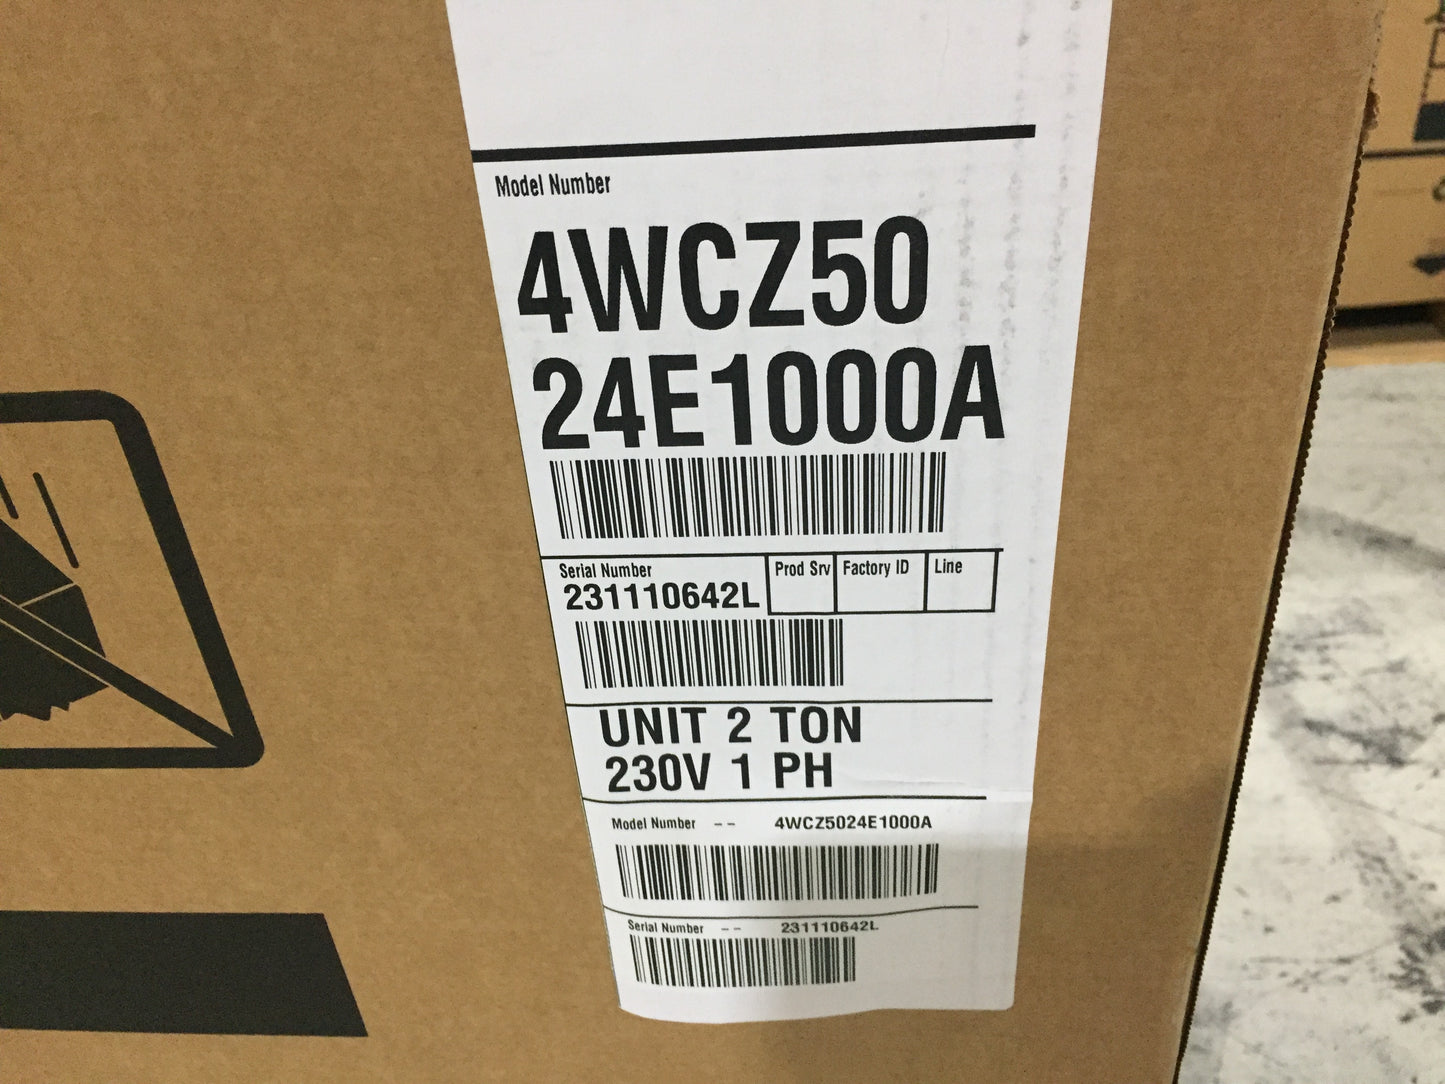 Model Number
4WCZ50
24E1000A
Serial Number
231110642L
Prod Srv
Factory ID
Line
UNIT 2 TON
230V 1 PH
Model Number -- 4WCZ5024E1000A
Serial Number -- 231110642L